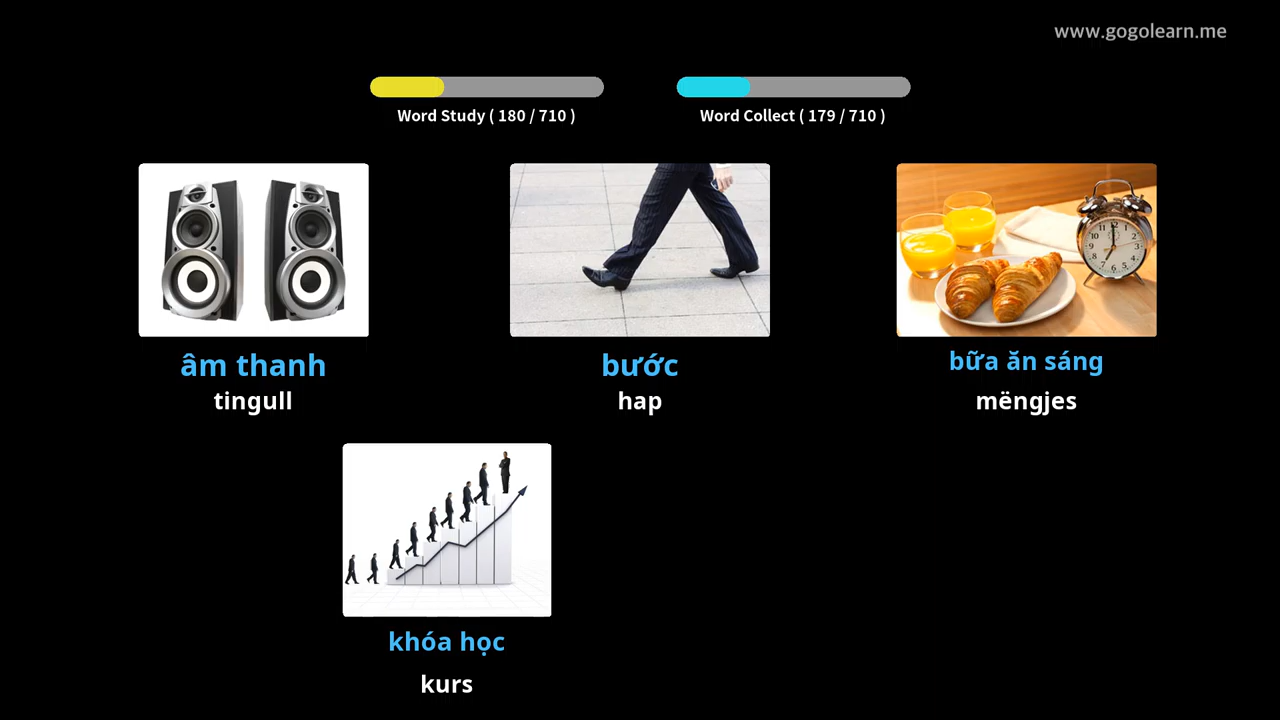 www.gogolearn.me
Word Study ( 180 / 710 )
Word Collect ( 179 / 710 )
âm thanh
tingull
bước
hap
bữa ăn sáng
mëngjes
khóa học
kurs